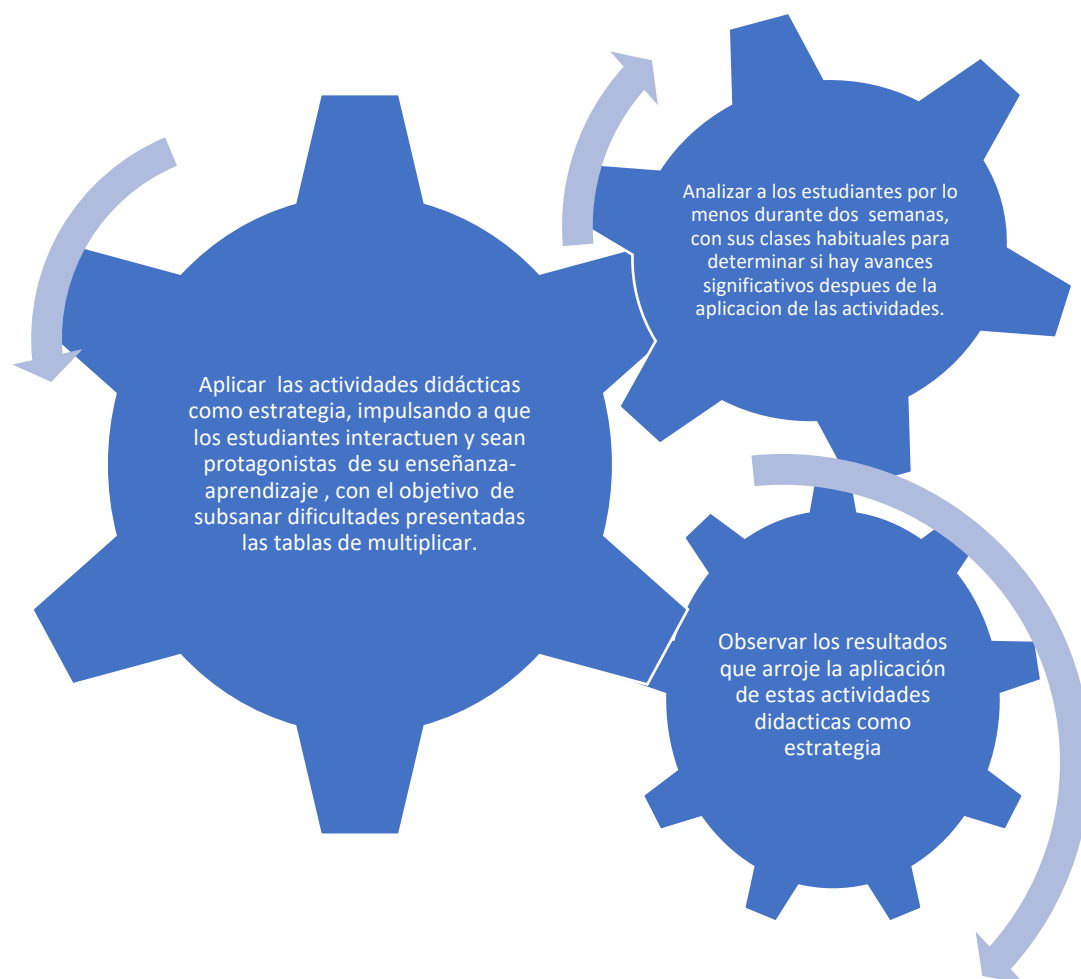 Analizar a los estudiantes por lo
menos durante dos semanas,
con sus clases habituales para
determinar si hay avances
significativos despues de la
aplicacion de las actividades.
Aplicar las actividades didácticas
como estrategia, impulsando a que
los estudiantes interactuen y sean
protagonistas de su enseñanza-
aprendizaje , con el objetivo de
subsanar dificultades presentadas
las tablas de multiplicar.
Observar los resultados
que arroje la aplicación
de estas actividades
didacticas como
estrategia